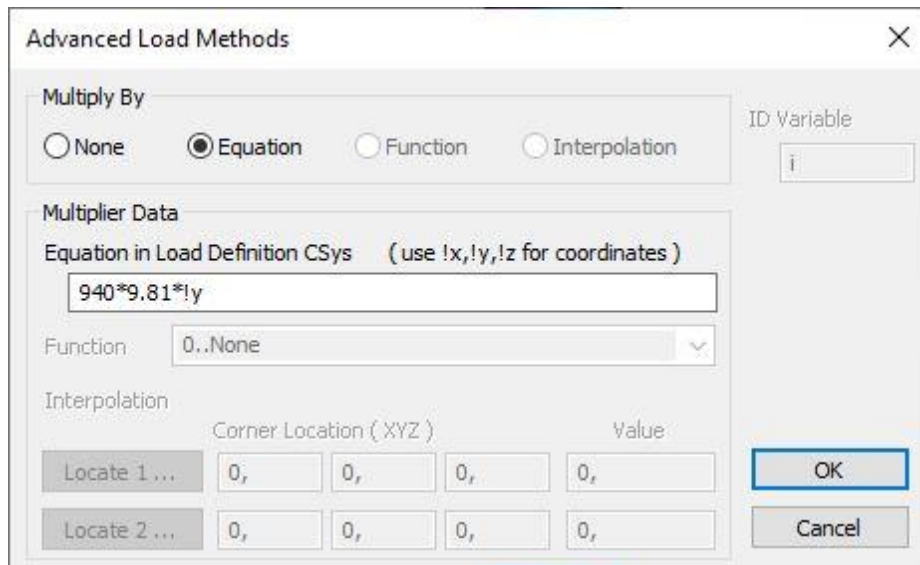 Advanced Load Methods
Multiply By
None Equation Function Interpolation
ID Variable
i
Multiplier Data
Equation in Load Definition CSys ( use !x,!y,!z for coordinates )
940*9.81*!y
Function 0..None
Interpolation
Corner Location ( XYZ ) Value
Locate 1 ... 0, 0, 0, 0,
OK
Locate 2 ... 0, 0, 0, 0,
Cancel